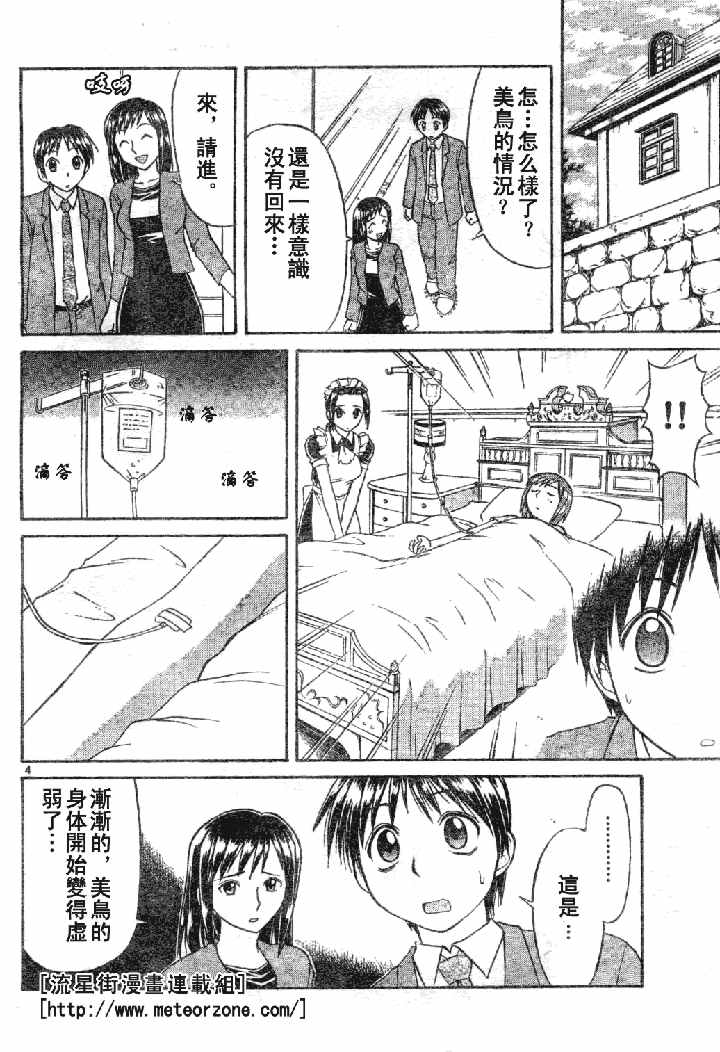 怎…怎么樣了？
美鳥的情況？
還是一樣意識
沒有回來…
吱呀
來，請進。
！！
滴答
滴答
滴答
………
………
這是…
漸漸的，美鳥的
身体開始變得虛
弱了…
4
[流星街漫畫連載組]
[http://www.meteorzone.com/]